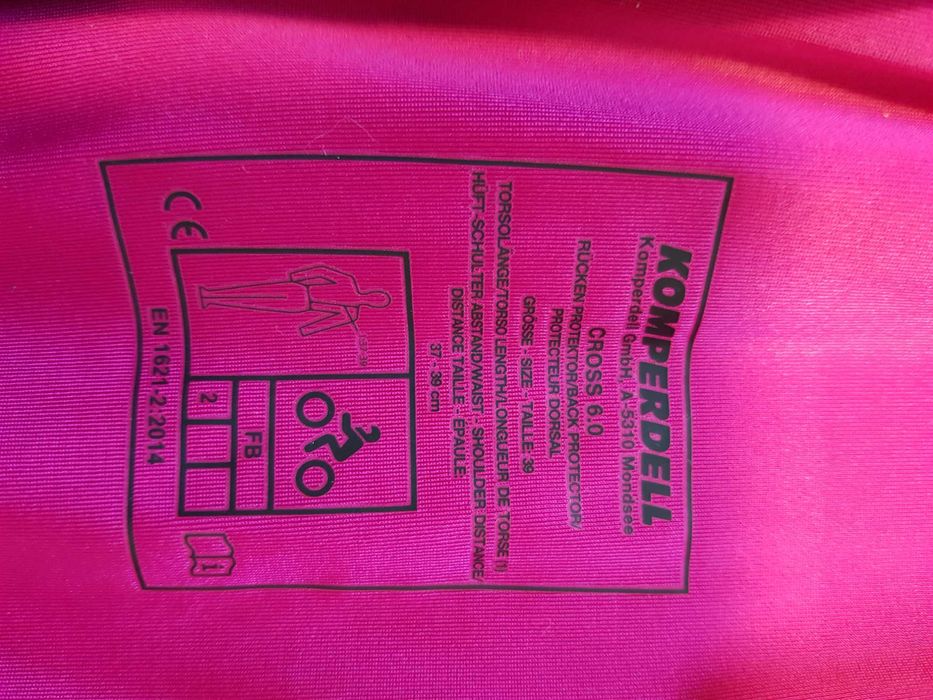 KOMPERDELL
Komperdell GmbH, A-5310 Mondsee
CROSS 6.0
RÜCKEN PROTEKTOR/BACK PROTECTOR/
PROTECTEUR DORSAL
GRÖSSE - SIZE - TAILLE: 39
TORSOLÄNGE/TORSO LENGTH/LONGUEUR DE TORSE (1)
HÜFT-SCHULTER ABSTAND/WAIST - SHOULDER DISTANCE/
DISTANCE TAILLE - ÉPAULE:
37 - 39 cm
FB
2
CE
EN 1621-2:2014
i